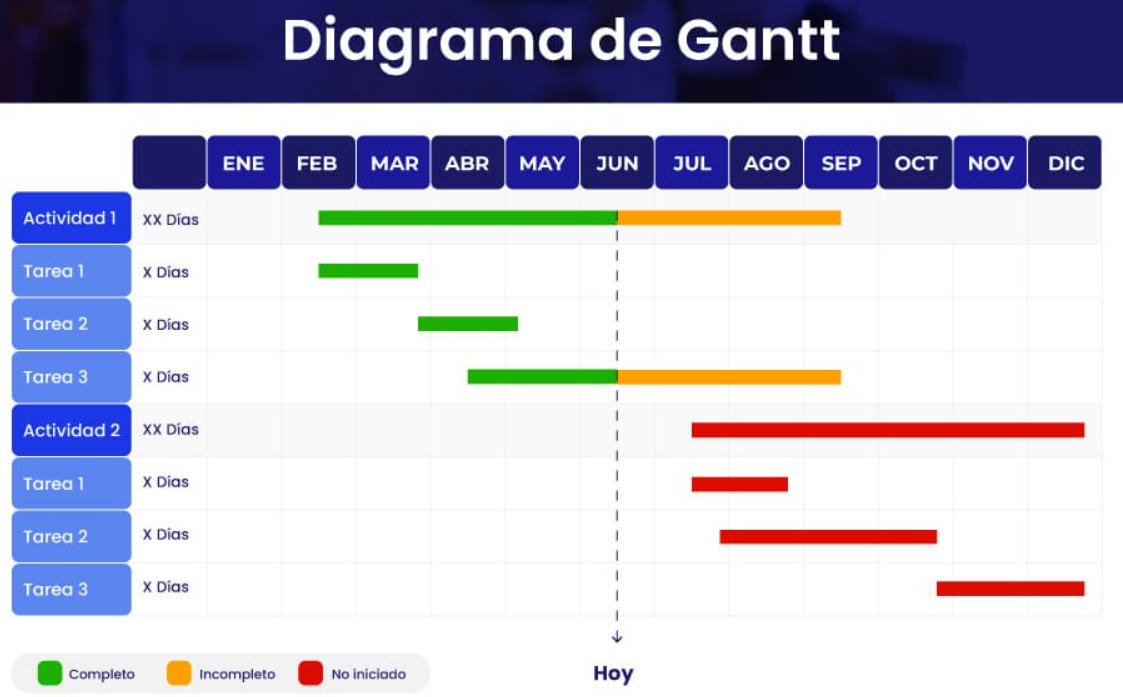 Diagrama de Gantt
ENE FEB MAR ABR MAY JUN JUL AGO SEP OCT NOV DIC
Actividad 1 XX Días
Tarea 1 X Días
Tarea 2 X Días
Tarea 3 X Días
Actividad 2 XX Días
Tarea 1 X Días
Tarea 2 X Días
Tarea 3 X Días
Completo Incompleto No iniciado Hoy